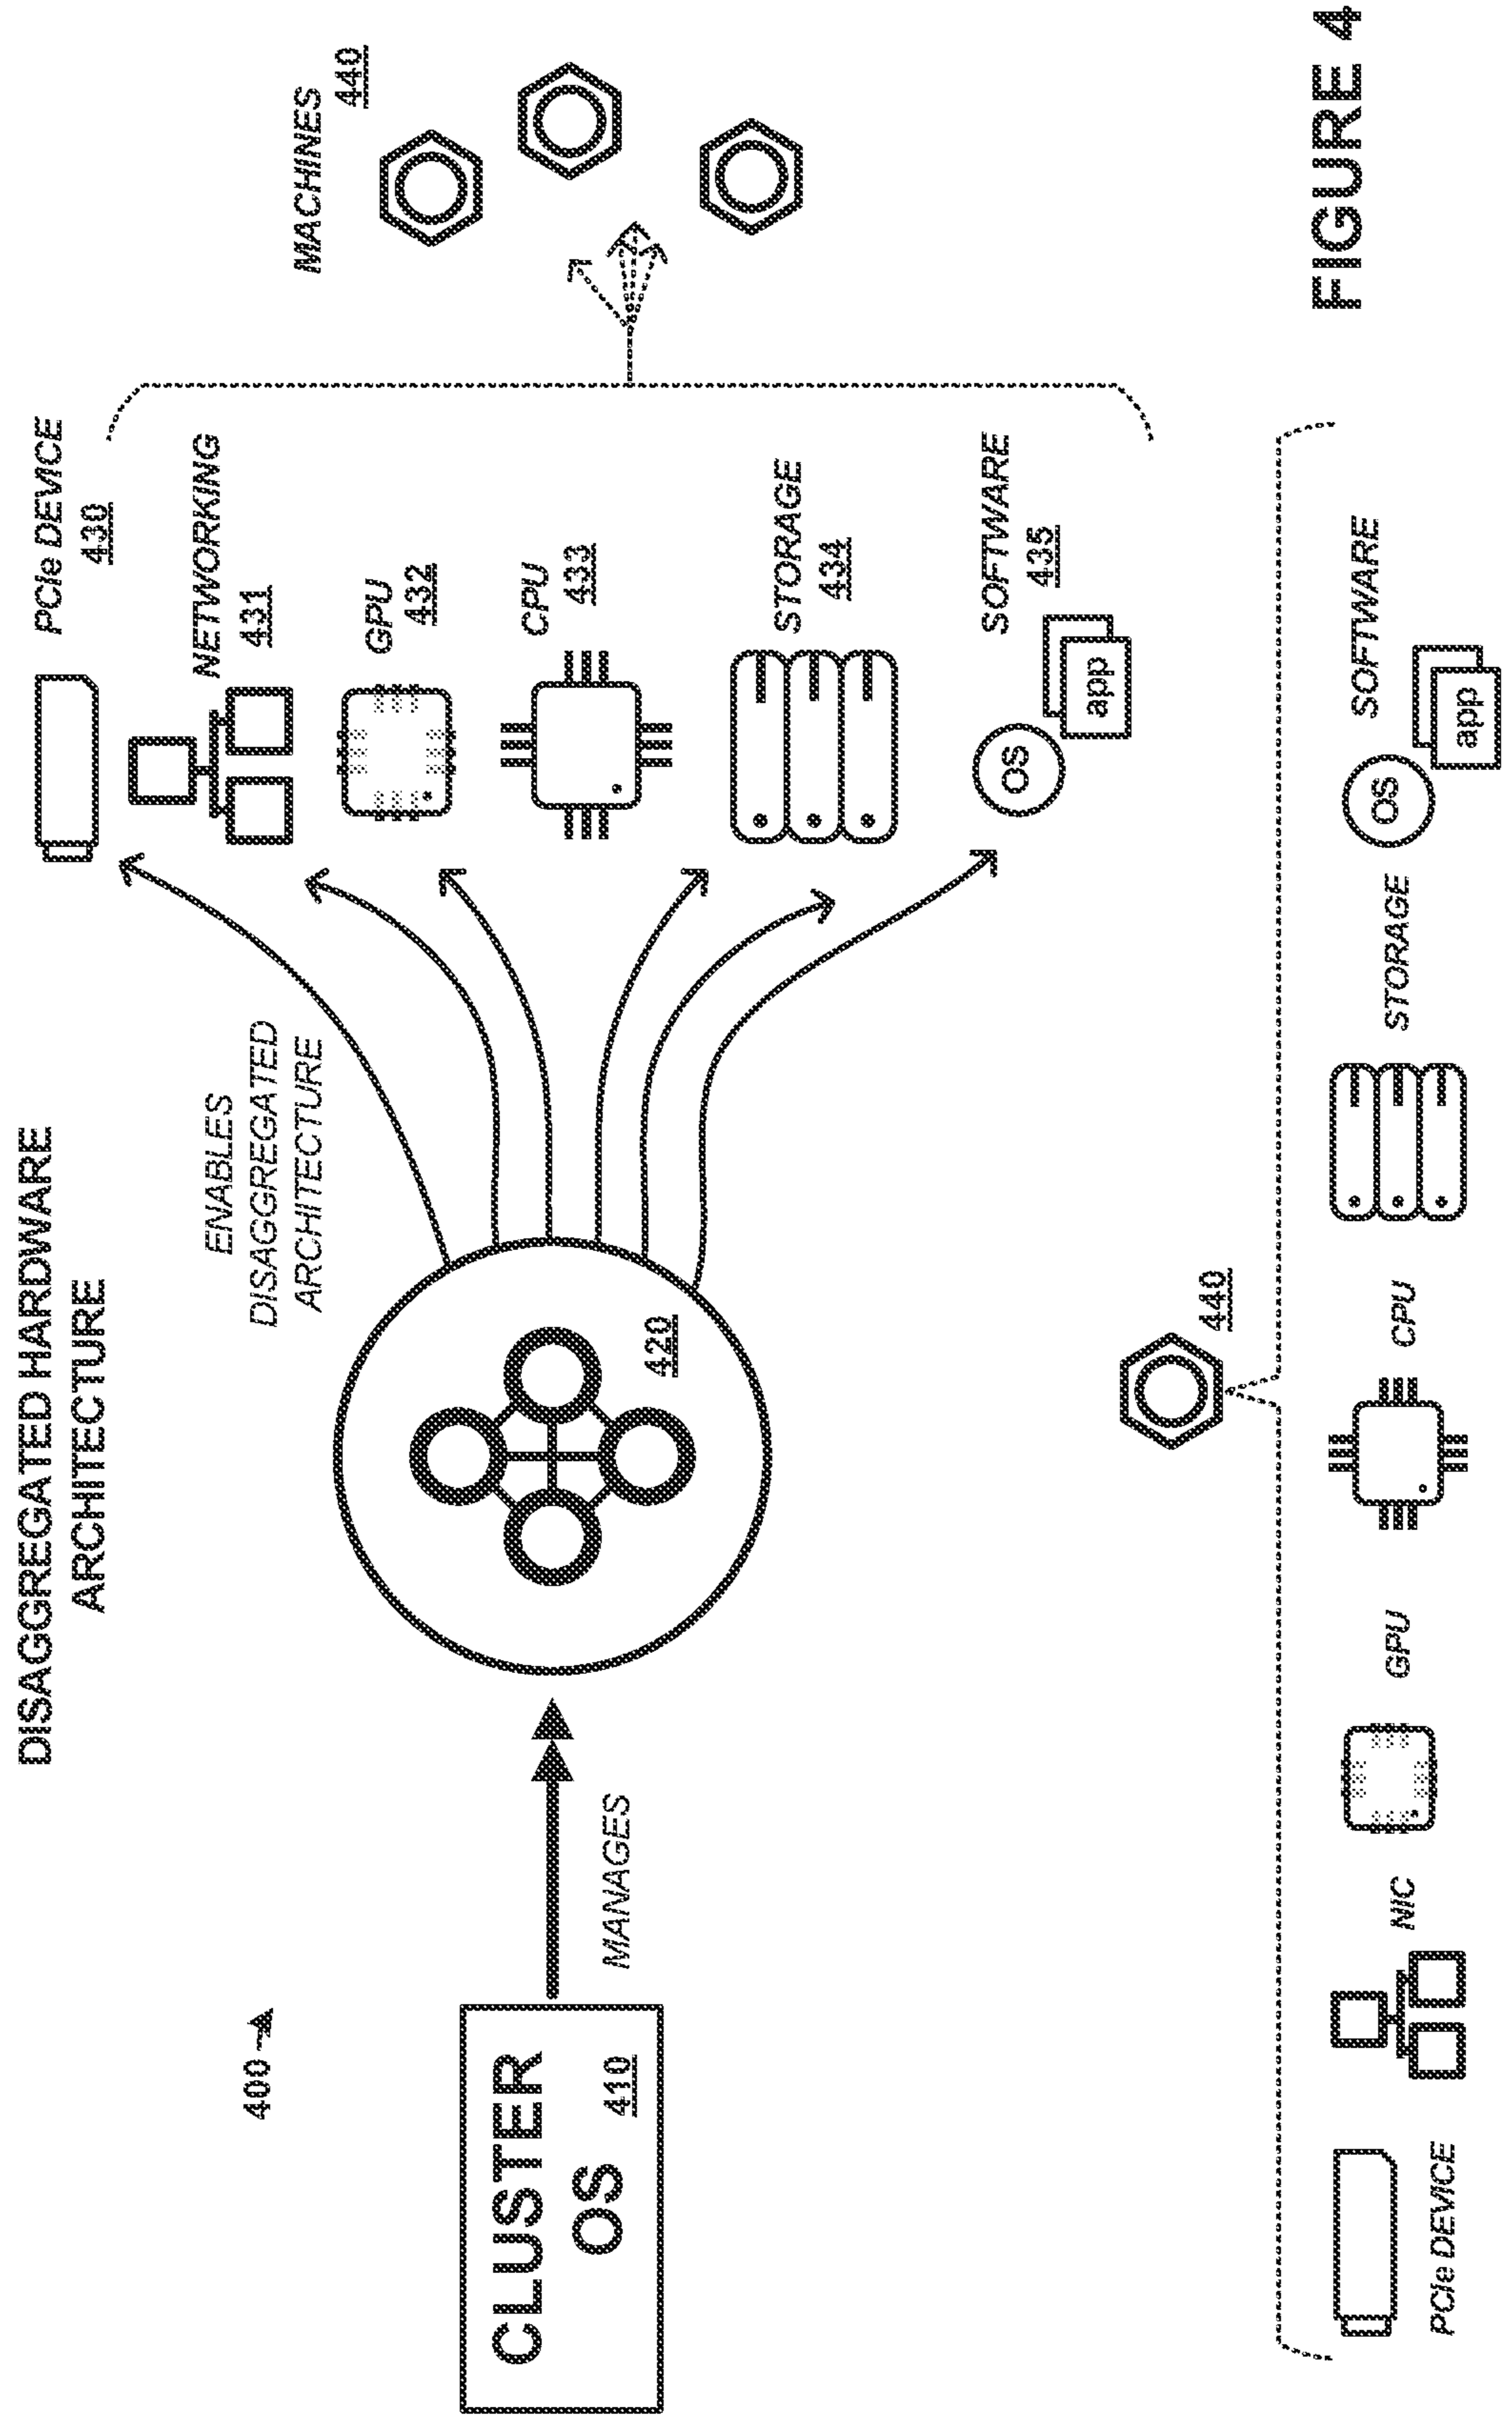 DISAGGREGATED HARDWARE
ARCHITECTURE
400
CLUSTER
OS
410
MANAGES
420
ENABLES
DISAGGREGATED
ARCHITECTURE
PCIe DEVICE
430
NETWORKING
431
GPU
432
CPU
433
STORAGE
434
SOFTWARE
435
OS
app
MACHINES
440
440
PCIe DEVICE
NIC
GPU
CPU
STORAGE
SOFTWARE
OS
app
FIGURE 4